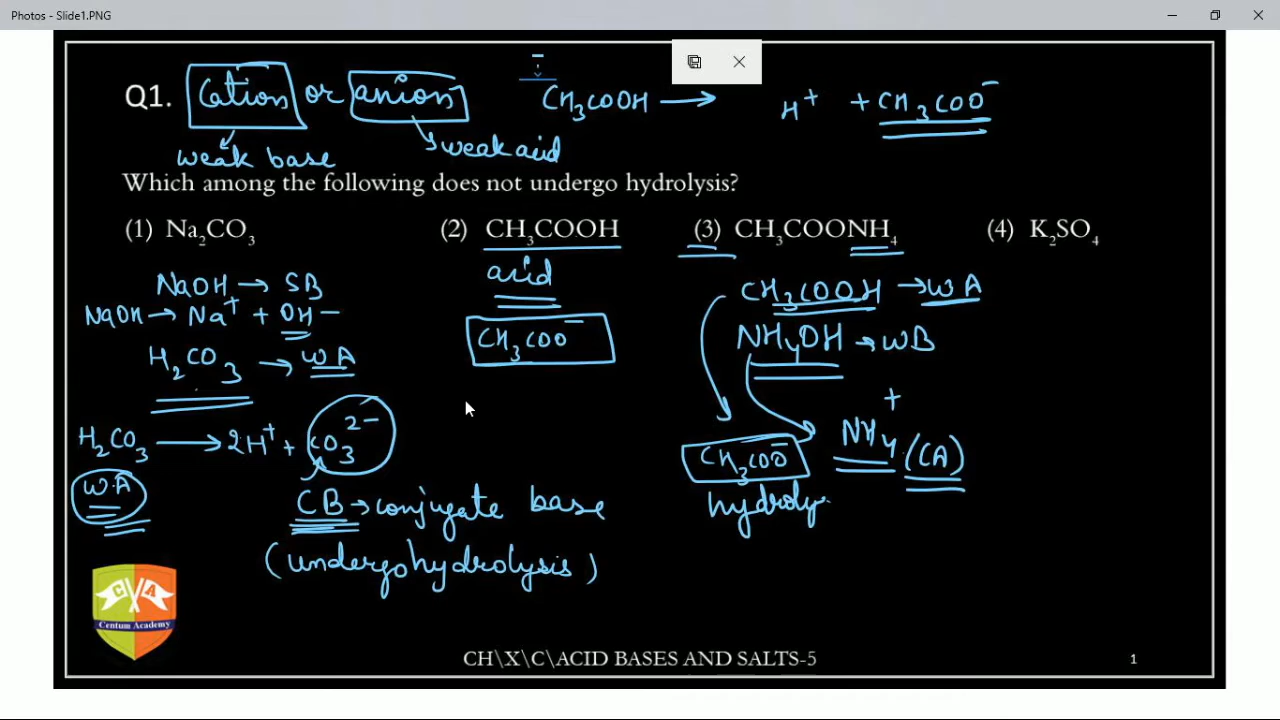 Photos - Slide1.PNG
Q1. Cation or anion CH₃COOH → H⁺ + CH₃COO⁻
weak base weak acid
Which among the following does not undergo hydrolysis?
(1) Na₂CO₃ (2) CH₃COOH (3) CH₃COONH₄ (4) K₂SO₄
NaOH → SB
NaOH → Na⁺ + OH⁻
H₂CO₃ → WA
H₂CO₃ → 2H⁺ + CO₃²⁻
WA
CB → conjugate base
(undergo hydrolysis)
acid
CH₃COO⁻
CH₃COOH → WA
NH₄OH → WB
CH₃COO⁻ NH₄⁺ (CA)
hydroly
C A
Centum Academy
CH\X\C\ACID BASES AND SALTS-5 1